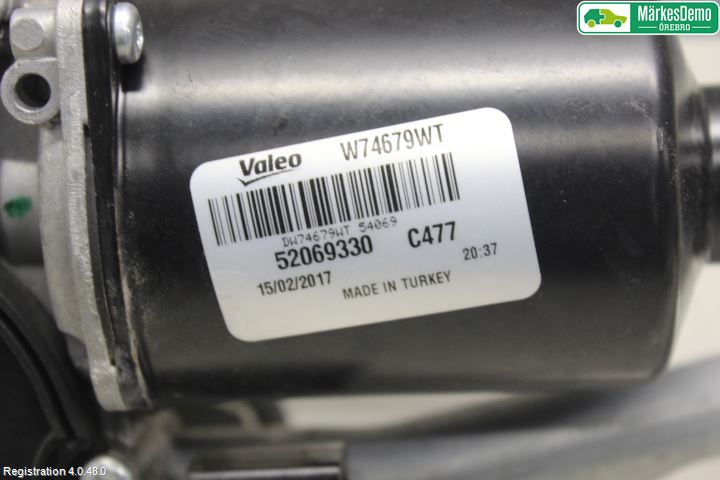 MärkesDemo
ÖREBRO
Valeo W74679WT
DW74679WT 54069
52069330 C477
15/02/2017 20:37
MADE IN TURKEY
Registration 4.0.48.0